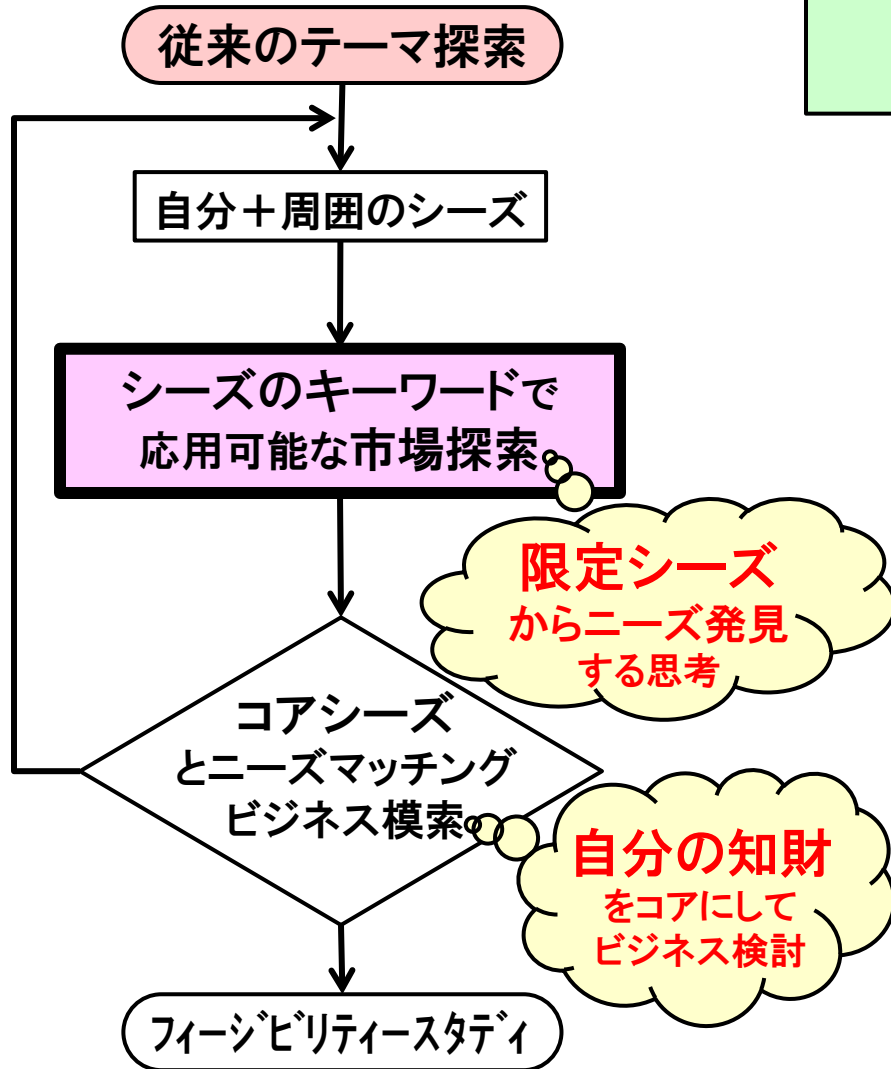 従来のテーマ探索
自分＋周囲のシーズ
シーズのキーワードで
応用可能な市場探索
限定シーズ
からニーズ発見
する思考
コアシーズ
とニーズマッチング
ビジネス模索
自分の知財
をコアにして
ビジネス検討
ﾌｨｰｼﾞﾋﾞﾘﾃｨｰｽﾀﾃﾞｨ